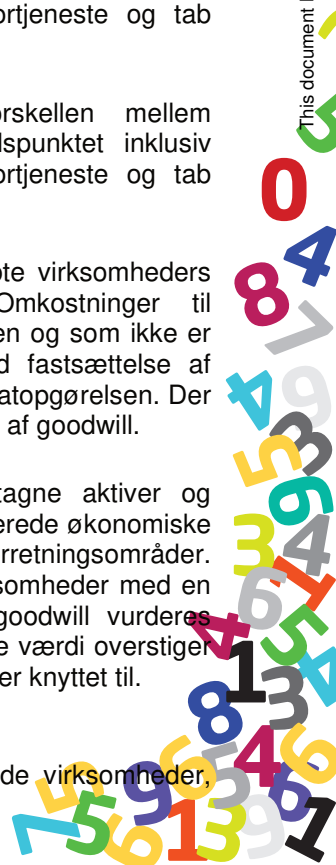 ortjeneste og tab
orskellen mellem
lspunktet inklusiv
ortjeneste og tab
te virksomheders
Omkostninger til
en og som ikke er
d fastsættelse af
atopgørelsen. Der
af goodwill.
tagne aktiver og
erede økonomiske
rretningsområder.
somheder med en
goodwill vurderes
e værdi overstiger
er knyttet til.
de virksomheder,
This document